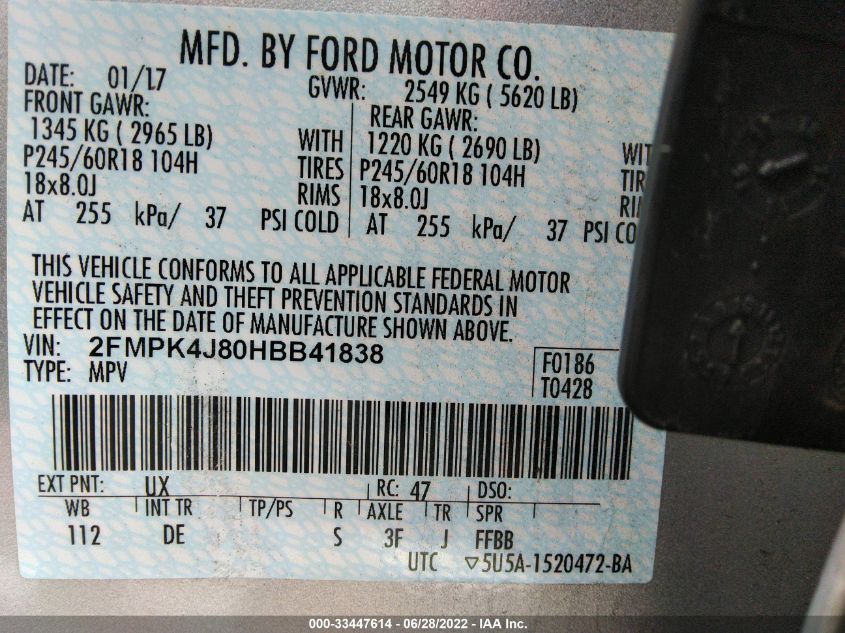 MFD. BY FORD MOTOR CO.
DATE: 01/17 GVWR: 2549 KG ( 5620 LB)
FRONT GAWR: REAR GAWR:
1345 KG ( 2965 LB) WITH 1220 KG ( 2690 LB)
P245/60R18 104H TIRES P245/60R18 104H
18x8.0J RIMS 18x8.0J
AT 255 kPa/ 37 PSI COLD AT 255 kPa/ 37 PSI
THIS VEHICLE CONFORMS TO ALL APPLICABLE FEDERAL MOTOR
VEHICLE SAFETY AND THEFT PREVENTION STANDARDS IN
EFFECT ON THE DATE OF MANUFACTURE SHOWN ABOVE.
VIN: 2FMPK4J80HBB41838 F0186
TYPE: MPV T0428
EXT PNT: UX RC: 47 DSO:
WB INT TR TP/PS R AXLE TR SPR
112 DE S 3F J FFBB
UTC ▽5U5A-1520472-BA
000-33447614 - 06/28/2022 - IAA Inc.